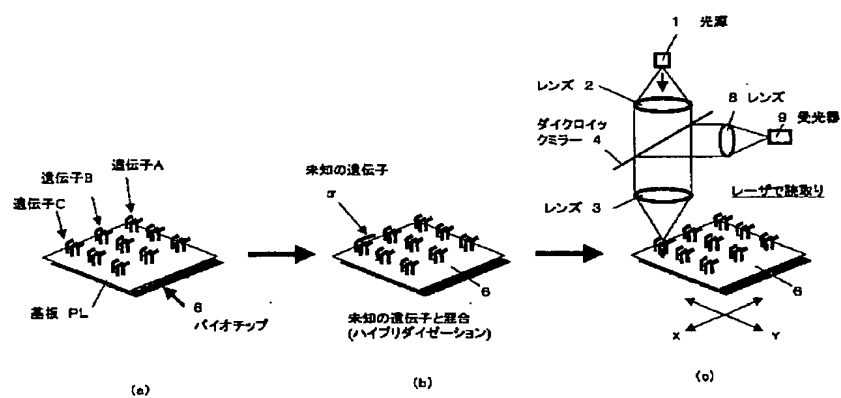 遺伝子A
遺伝子B
遺伝子C
基板 PL
6
バイオチップ
(a)
未知の遺伝子
σ
6
未知の遺伝子と混合
(ハイブリダイゼーション)
(b)
1 光源
レンズ 2
8 レンズ
9 受光器
ダイクロイッ
クミラー 4
レンズ 3
レーザで読取り
6
X
Y
(c)